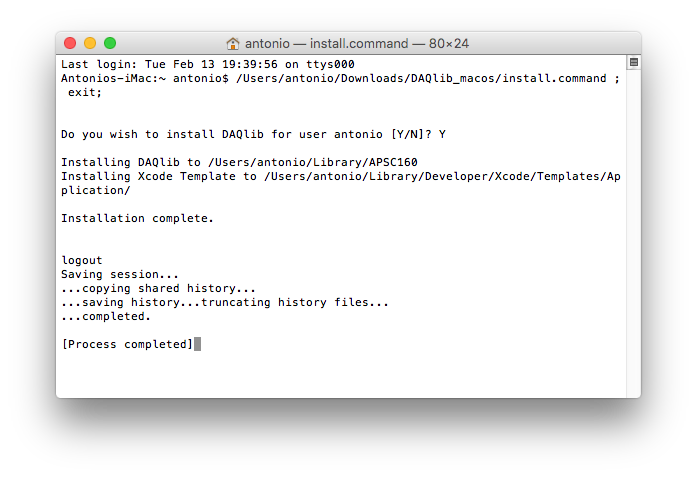 antonio — install.command — 80×24
Last login: Tue Feb 13 19:39:56 on ttys000
Antonios-iMac:~ antonio$ /Users/antonio/Downloads/DAQlib_macos/install.command ;
 exit;
Do you wish to install DAQlib for user antonio [Y/N]? Y
Installing DAQlib to /Users/antonio/Library/APSC160
Installing Xcode Template to /Users/antonio/Library/Developer/Xcode/Templates/Ap
plication/
Installation complete.
logout
Saving session...
...copying shared history...
...saving history...truncating history files...
...completed.
[Process completed]